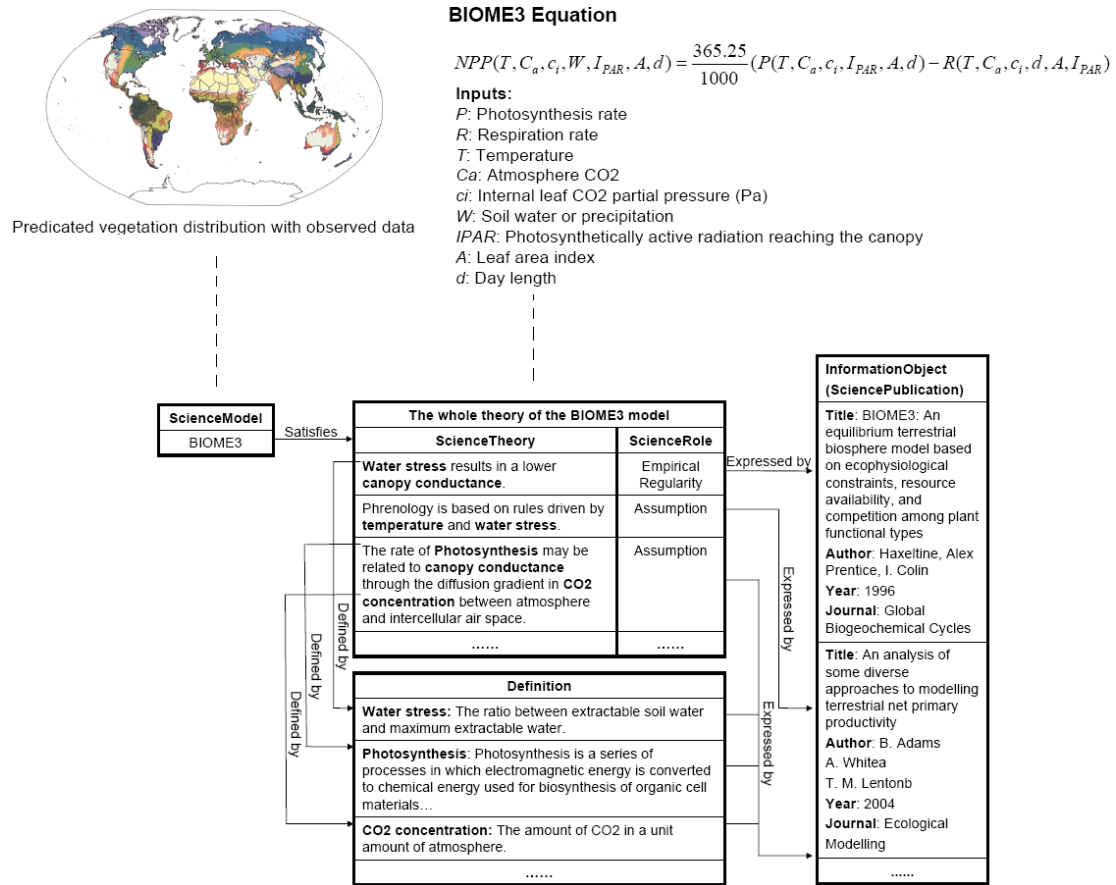 BIOME3 Equation
NPP(T, C_a, c_i, W, I_PAR, A, d) = 365.25/1000 (P(T, C_a, c_i, I_PAR, A, d) − R(T, C_a, c_i, d, A, I_PAR)
Inputs:
P: Photosynthesis rate
R: Respiration rate
T: Temperature
Ca: Atmosphere CO2
ci: Internal leaf CO2 partial pressure (Pa)
W: Soil water or precipitation
IPAR: Photosynthetically active radiation reaching the canopy
A: Leaf area index
d: Day length
Predicated vegetation distribution with observed data
ScienceModel
BIOME3
Satisfies
The whole theory of the BIOME3 model
ScienceTheory
ScienceRole
Water stress results in a lower
canopy conductance.
Empirical
Regularity
Phrenology is based on rules driven by
temperature and water stress.
Assumption
The rate of Photosynthesis may be
related to canopy conductance
through the diffusion gradient in CO2
concentration between atmosphere
and intercellular air space.
Assumption
......
......
Expressed by
Expressed by
Expressed by
Defined by
Defined by
Defined by
Definition
Water stress: The ratio between extractable soil water
and maximum extractable water.
Photosynthesis: Photosynthesis is a series of
processes in which electromagnetic energy is converted
to chemical energy used for biosynthesis of organic cell
materials…
CO2 concentration: The amount of CO2 in a unit
amount of atmosphere.
......
InformationObject
(SciencePublication)
Title: BIOME3: An
equilibrium terrestrial
biosphere model based
on ecophysiological
constraints, resource
availability, and
competition among plant
functional types
Author: Haxeltine, Alex
Prentice, I. Colin
Year: 1996
Journal: Global
Biogeochemical Cycles
Title: An analysis of
some diverse
approaches to modelling
terrestrial net primary
productivity
Author: B. Adams
A. Whitea
T. M. Lentonb
Year: 2004
Journal: Ecological
Modelling
......